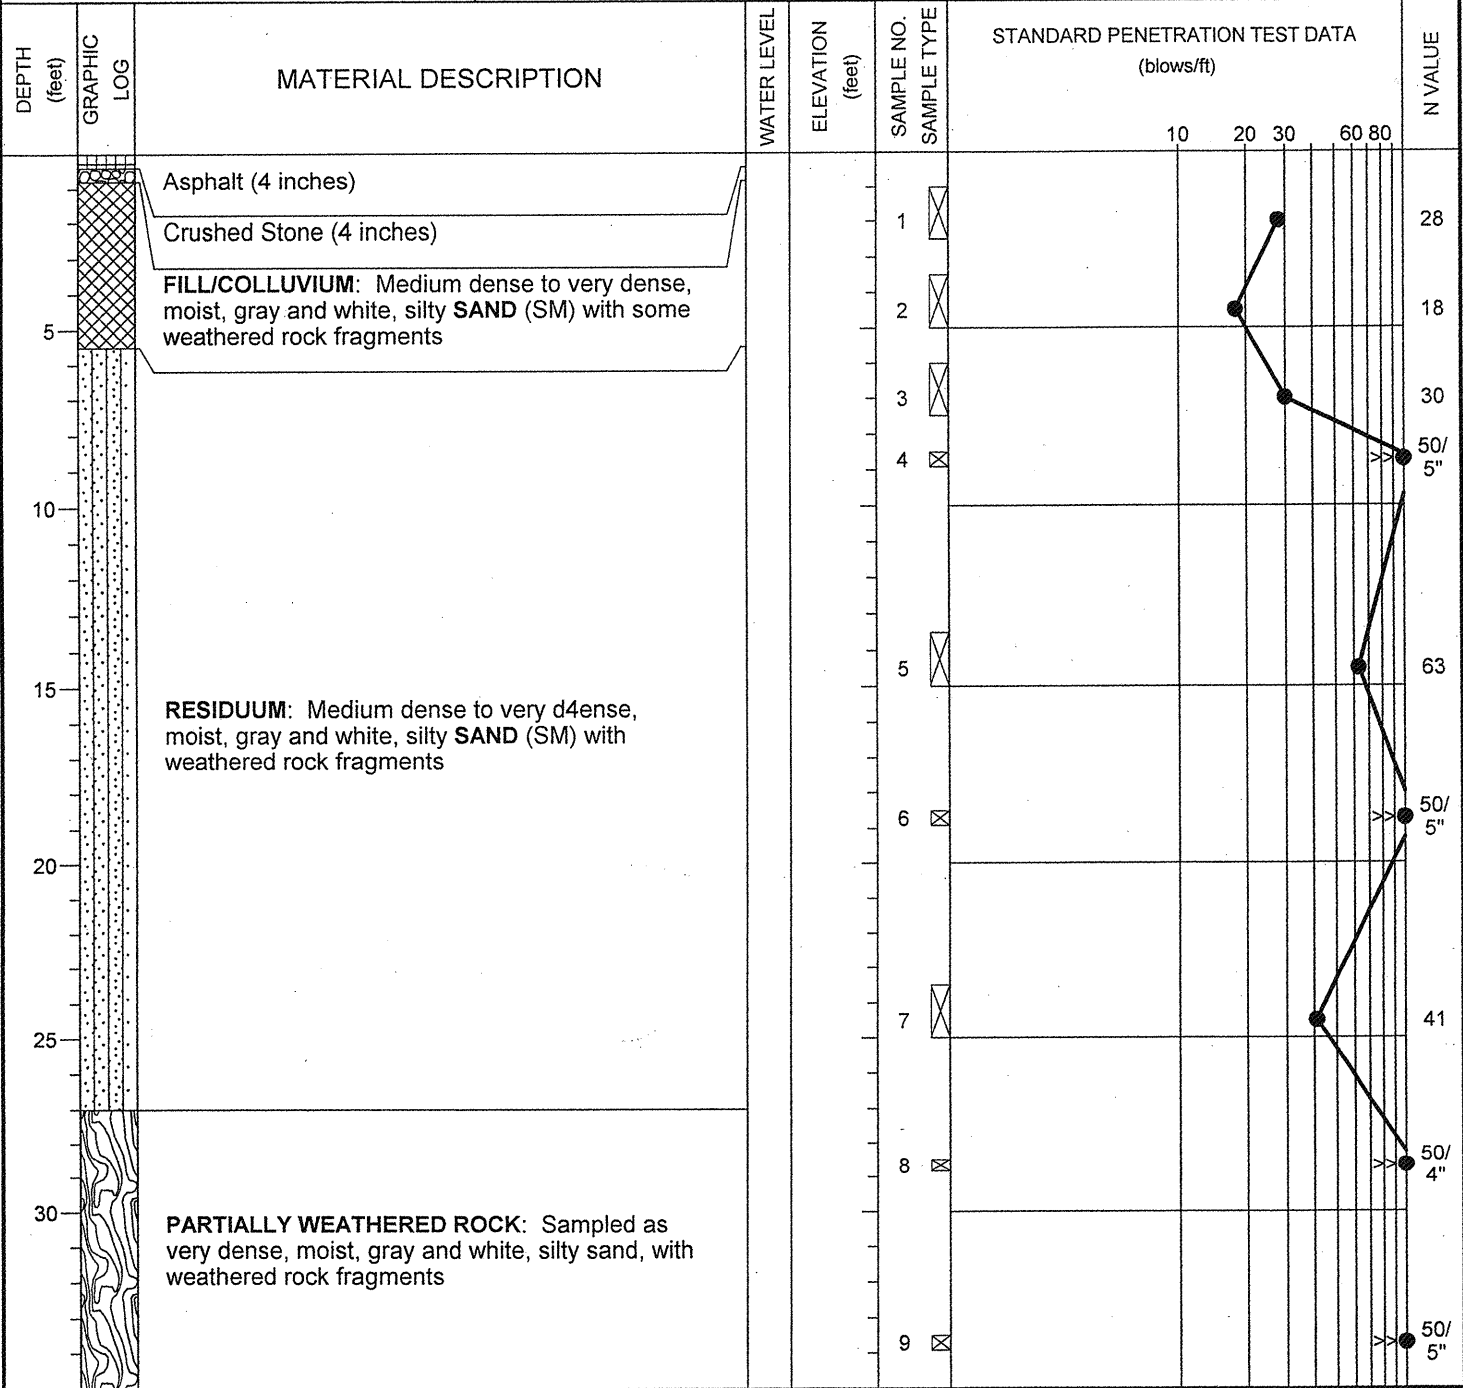 DEPTH
(feet)
GRAPHIC
LOG
MATERIAL DESCRIPTION
WATER LEVEL
ELEVATION
(feet)
SAMPLE NO.
SAMPLE TYPE
STANDARD PENETRATION TEST DATA
(blows/ft)
10 20 30 60 80
N VALUE
Asphalt (4 inches)
Crushed Stone (4 inches)
FILL/COLLUVIUM: Medium dense to very dense,
moist, gray and white, silty SAND (SM) with some
weathered rock fragments
RESIDUUM: Medium dense to very d4ense,
moist, gray and white, silty SAND (SM) with
weathered rock fragments
PARTIALLY WEATHERED ROCK: Sampled as
very dense, moist, gray and white, silty sand, with
weathered rock fragments
5
10
15
20
25
30
1
2
3
4
5
6
7
8
9
>>
>>
>>
>>
28
18
30
50/
5"
63
50/
5"
41
50/
4"
50/
5"